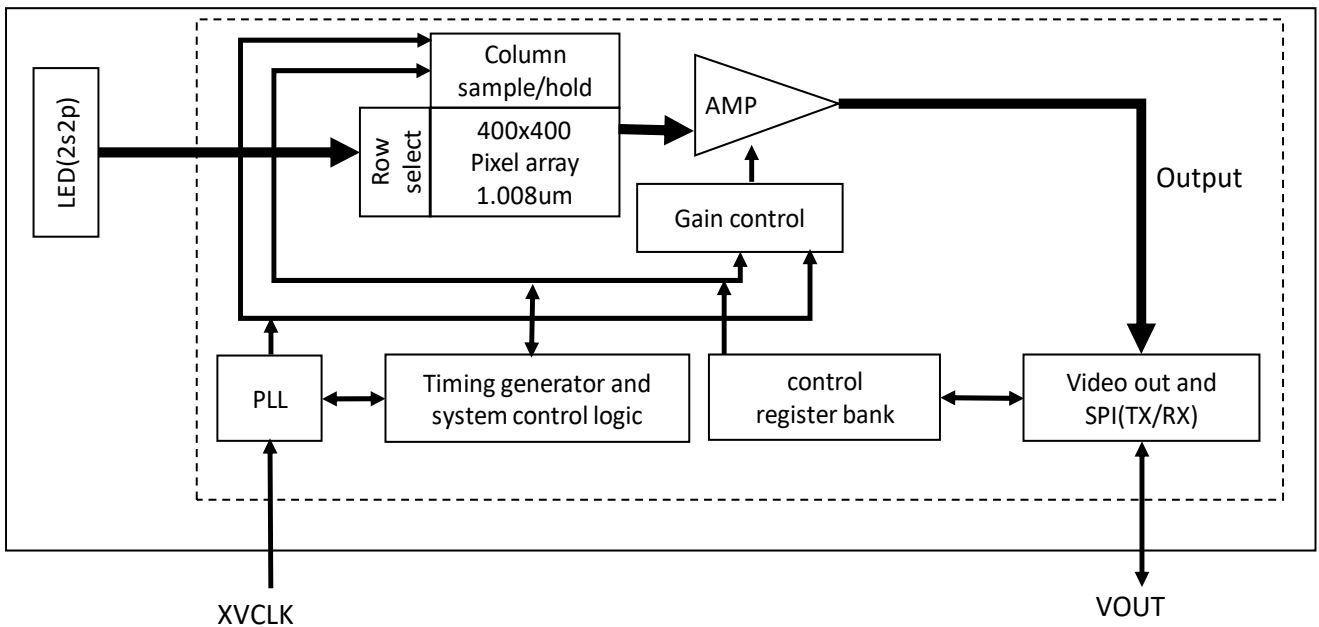 Column
sample/hold
LED(2s2p)
Row
select
400x400
Pixel array
1.008um
AMP
Output
Gain control
PLL
Timing generator and
system control logic
control
register bank
Video out and
SPI(TX/RX)
XVCLK
VOUT